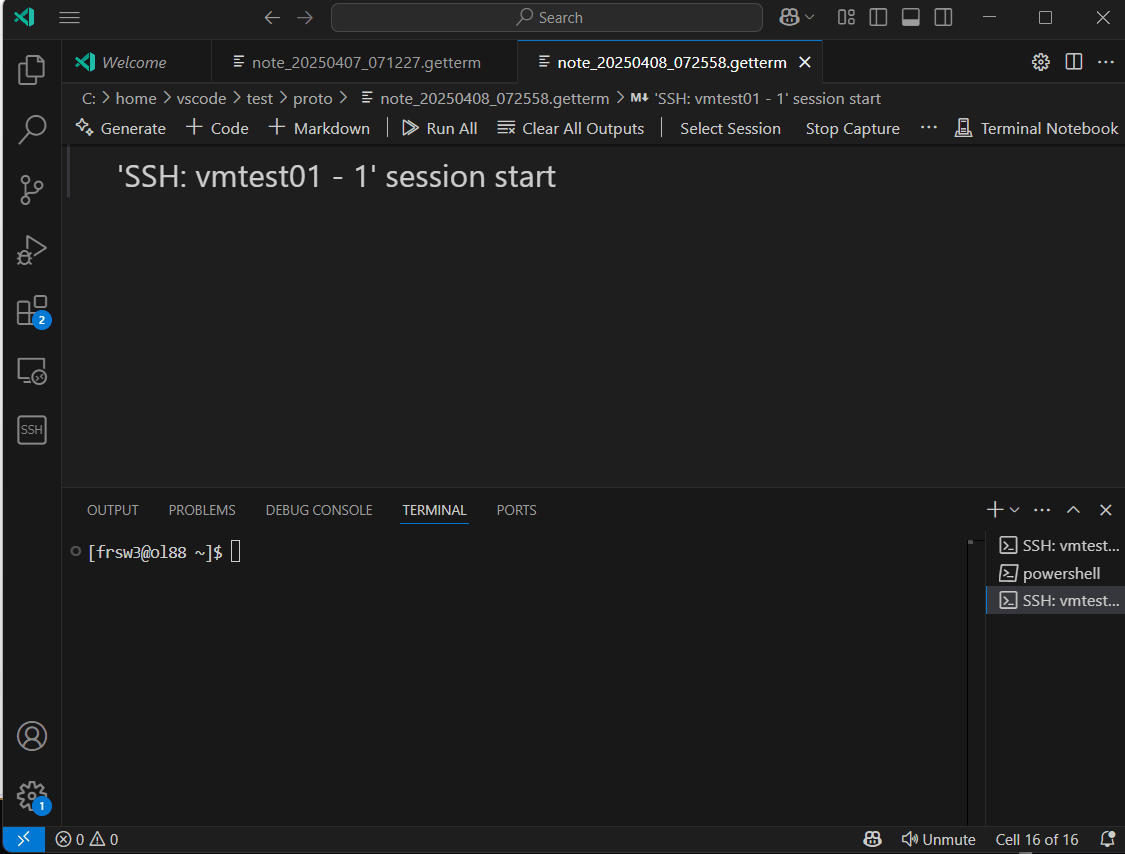 Search
Welcome
note_20250407_071227.getterm
note_20250408_072558.getterm
C: > home > vscode > test > proto > note_20250408_072558.getterm > M↓ 'SSH: vmtest01 - 1' session start
Generate + Code + Markdown | Run All Clear All Outputs | Select Session Stop Capture ... Terminal Notebook
'SSH: vmtest01 - 1' session start
2
SSH
OUTPUT PROBLEMS DEBUG CONSOLE TERMINAL PORTS
[frsw3@ol88 ~]$
SSH: vmtest...
powershell
SSH: vmtest...
1
0 0 Unmute Cell 16 of 16